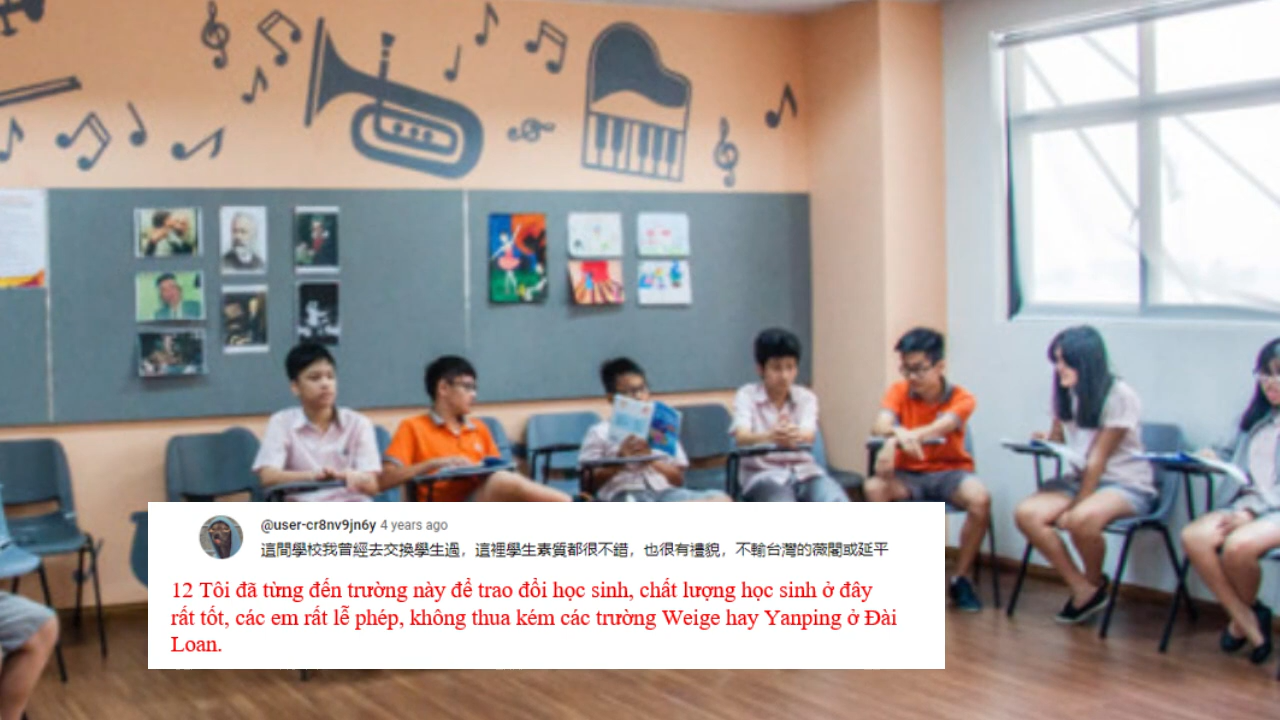 @user-cr8nv9jn6y 4 years ago
這間學校我曾經去交換學生過，這裡學生素質都很不錯，也很有禮貌，不輸台灣的薇閣或延平
12 Tôi đã từng đến trường này để trao đổi học sinh, chất lượng học sinh ở đây
rất tốt, các em rất lễ phép, không thua kém các trường Weige hay Yanping ở Đài
Loan.